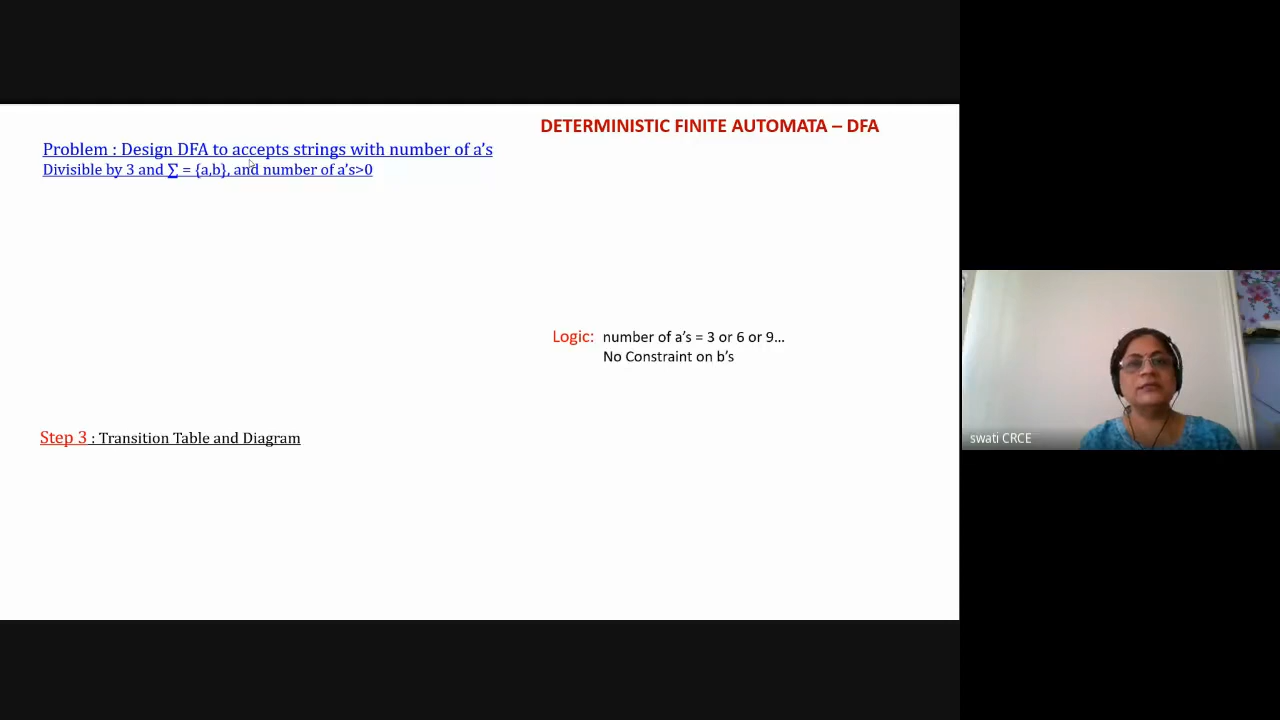 DETERMINISTIC FINITE AUTOMATA – DFA
Problem : Design DFA to accepts strings with number of a’s
Divisible by 3 and ∑ = {a,b}, and number of a’s>0
Logic: number of a’s = 3 or 6 or 9...
No Constraint on b’s
Step 3 : Transition Table and Diagram
swati CRCE